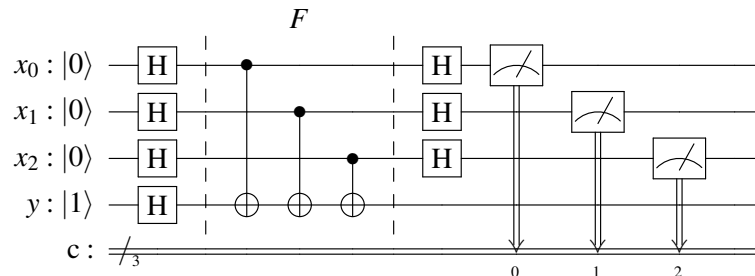 F
x₀ : |0⟩ H H
x₁ : |0⟩ H H
x₂ : |0⟩ H H
y : |1⟩ H
c : /3
0 1 2